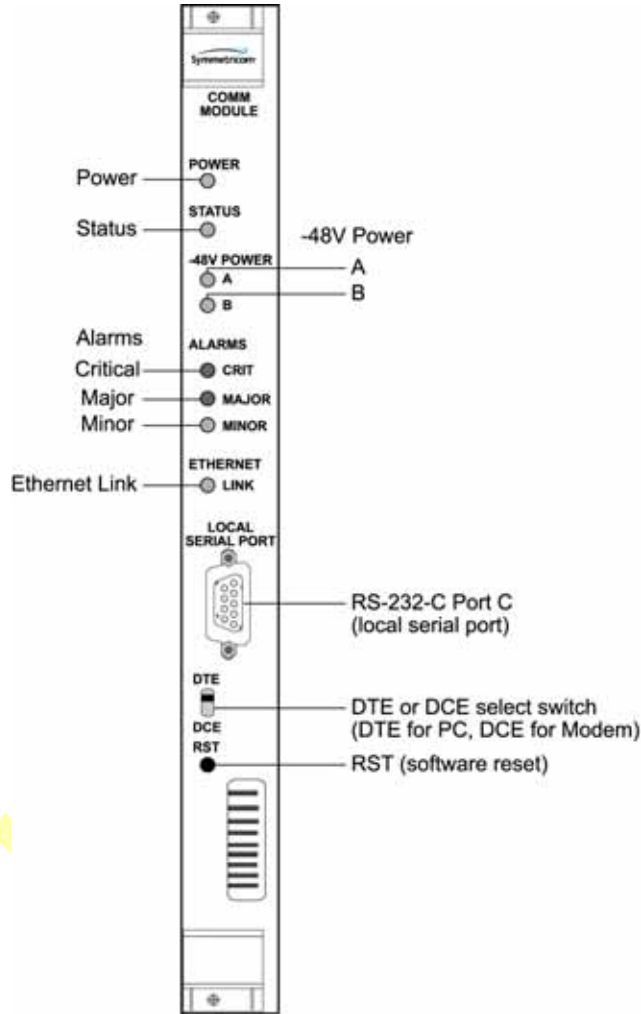 Symmetricom
COMM
MODULE
POWER
Power
STATUS
Status
-48V Power
-48V POWER
A
A
B
B
Alarms
ALARMS
Critical
CRIT
Major
MAJOR
Minor
MINOR
ETHERNET
Ethernet Link
LINK
LOCAL
SERIAL PORT
RS-232-C Port C
(local serial port)
DTE
DTE or DCE select switch
(DTE for PC, DCE for Modem)
DCE
RST
RST (software reset)